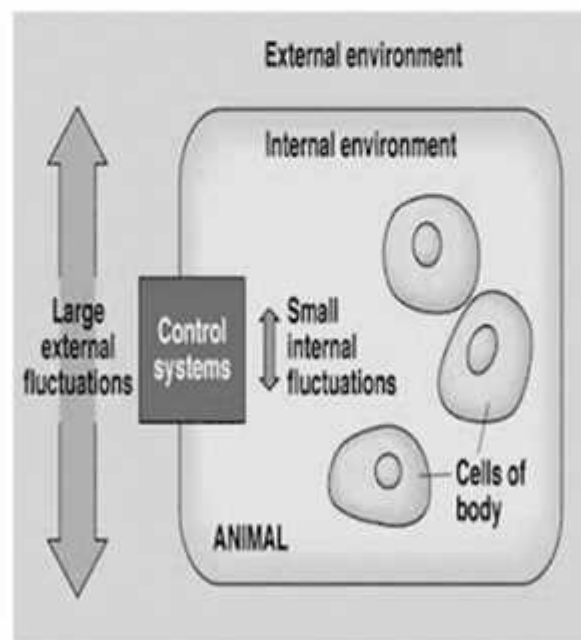 External environment
Internal environment
Large
external
fluctuations
Control
systems
Small
internal
fluctuations
Cells of
body
ANIMAL